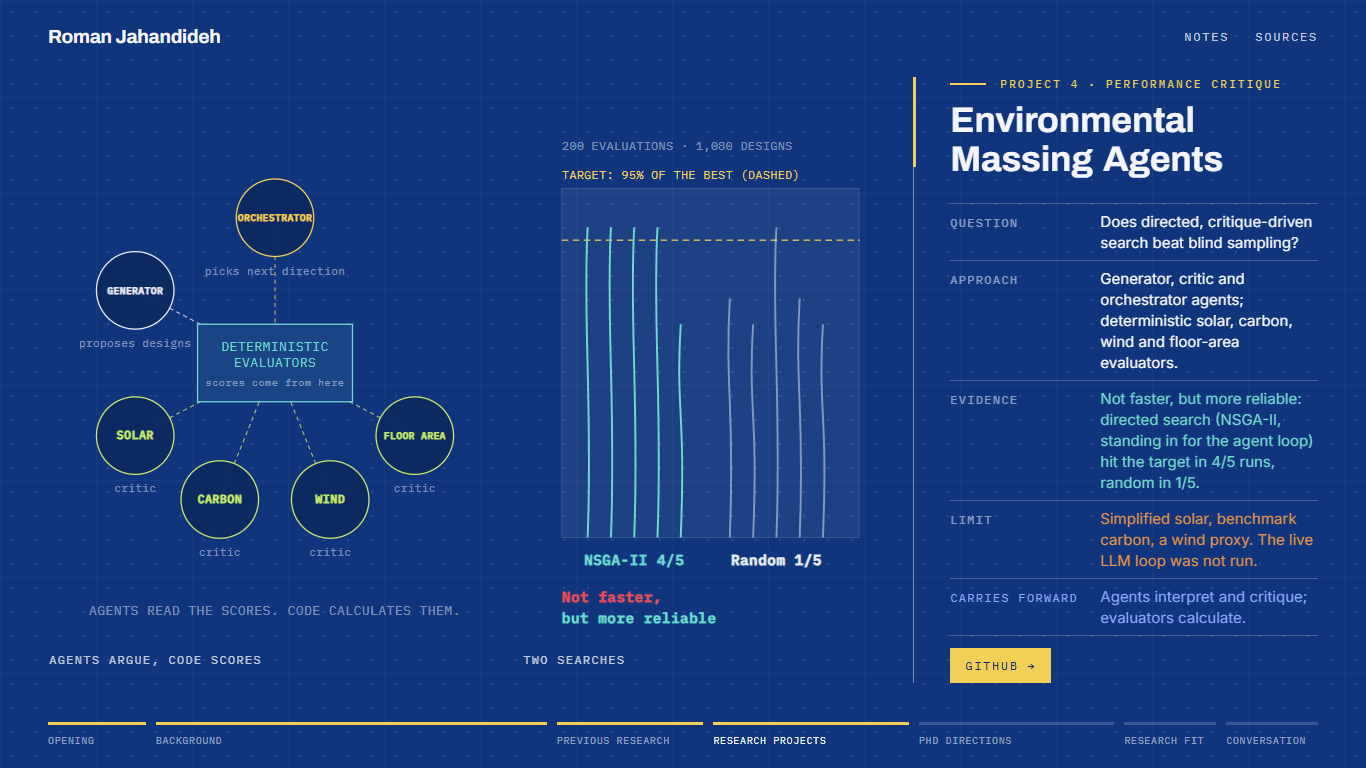 Roman Jahandideh
NOTES
SOURCES
ORCHESTRATOR
picks next direction
GENERATOR
proposes designs
DETERMINISTIC
EVALUATORS
scores come from here
SOLAR
critic
CARBON
critic
WIND
critic
FLOOR AREA
critic
AGENTS READ THE SCORES. CODE CALCULATES THEM.
AGENTS ARGUE, CODE SCORES
200 EVALUATIONS · 1,080 DESIGNS
TARGET: 95% OF THE BEST (DASHED)
NSGA-II 4/5
Random 1/5
Not faster,
but more reliable
TWO SEARCHES
PROJECT 4 · PERFORMANCE CRITIQUE
Environmental
Massing Agents
QUESTION
Does directed, critique-driven
search beat blind sampling?
APPROACH
Generator, critic and
orchestrator agents;
deterministic solar, carbon,
wind and floor-area
evaluators.
EVIDENCE
Not faster, but more reliable:
directed search (NSGA-II,
standing in for the agent loop)
hit the target in 4/5 runs,
random in 1/5.
LIMIT
Simplified solar, benchmark
carbon, a wind proxy. The live
LLM loop was not run.
CARRIES FORWARD
Agents interpret and critique;
evaluators calculate.
GITHUB →
OPENING
BACKGROUND
PREVIOUS RESEARCH
RESEARCH PROJECTS
PHD DIRECTIONS
RESEARCH FIT
CONVERSATION